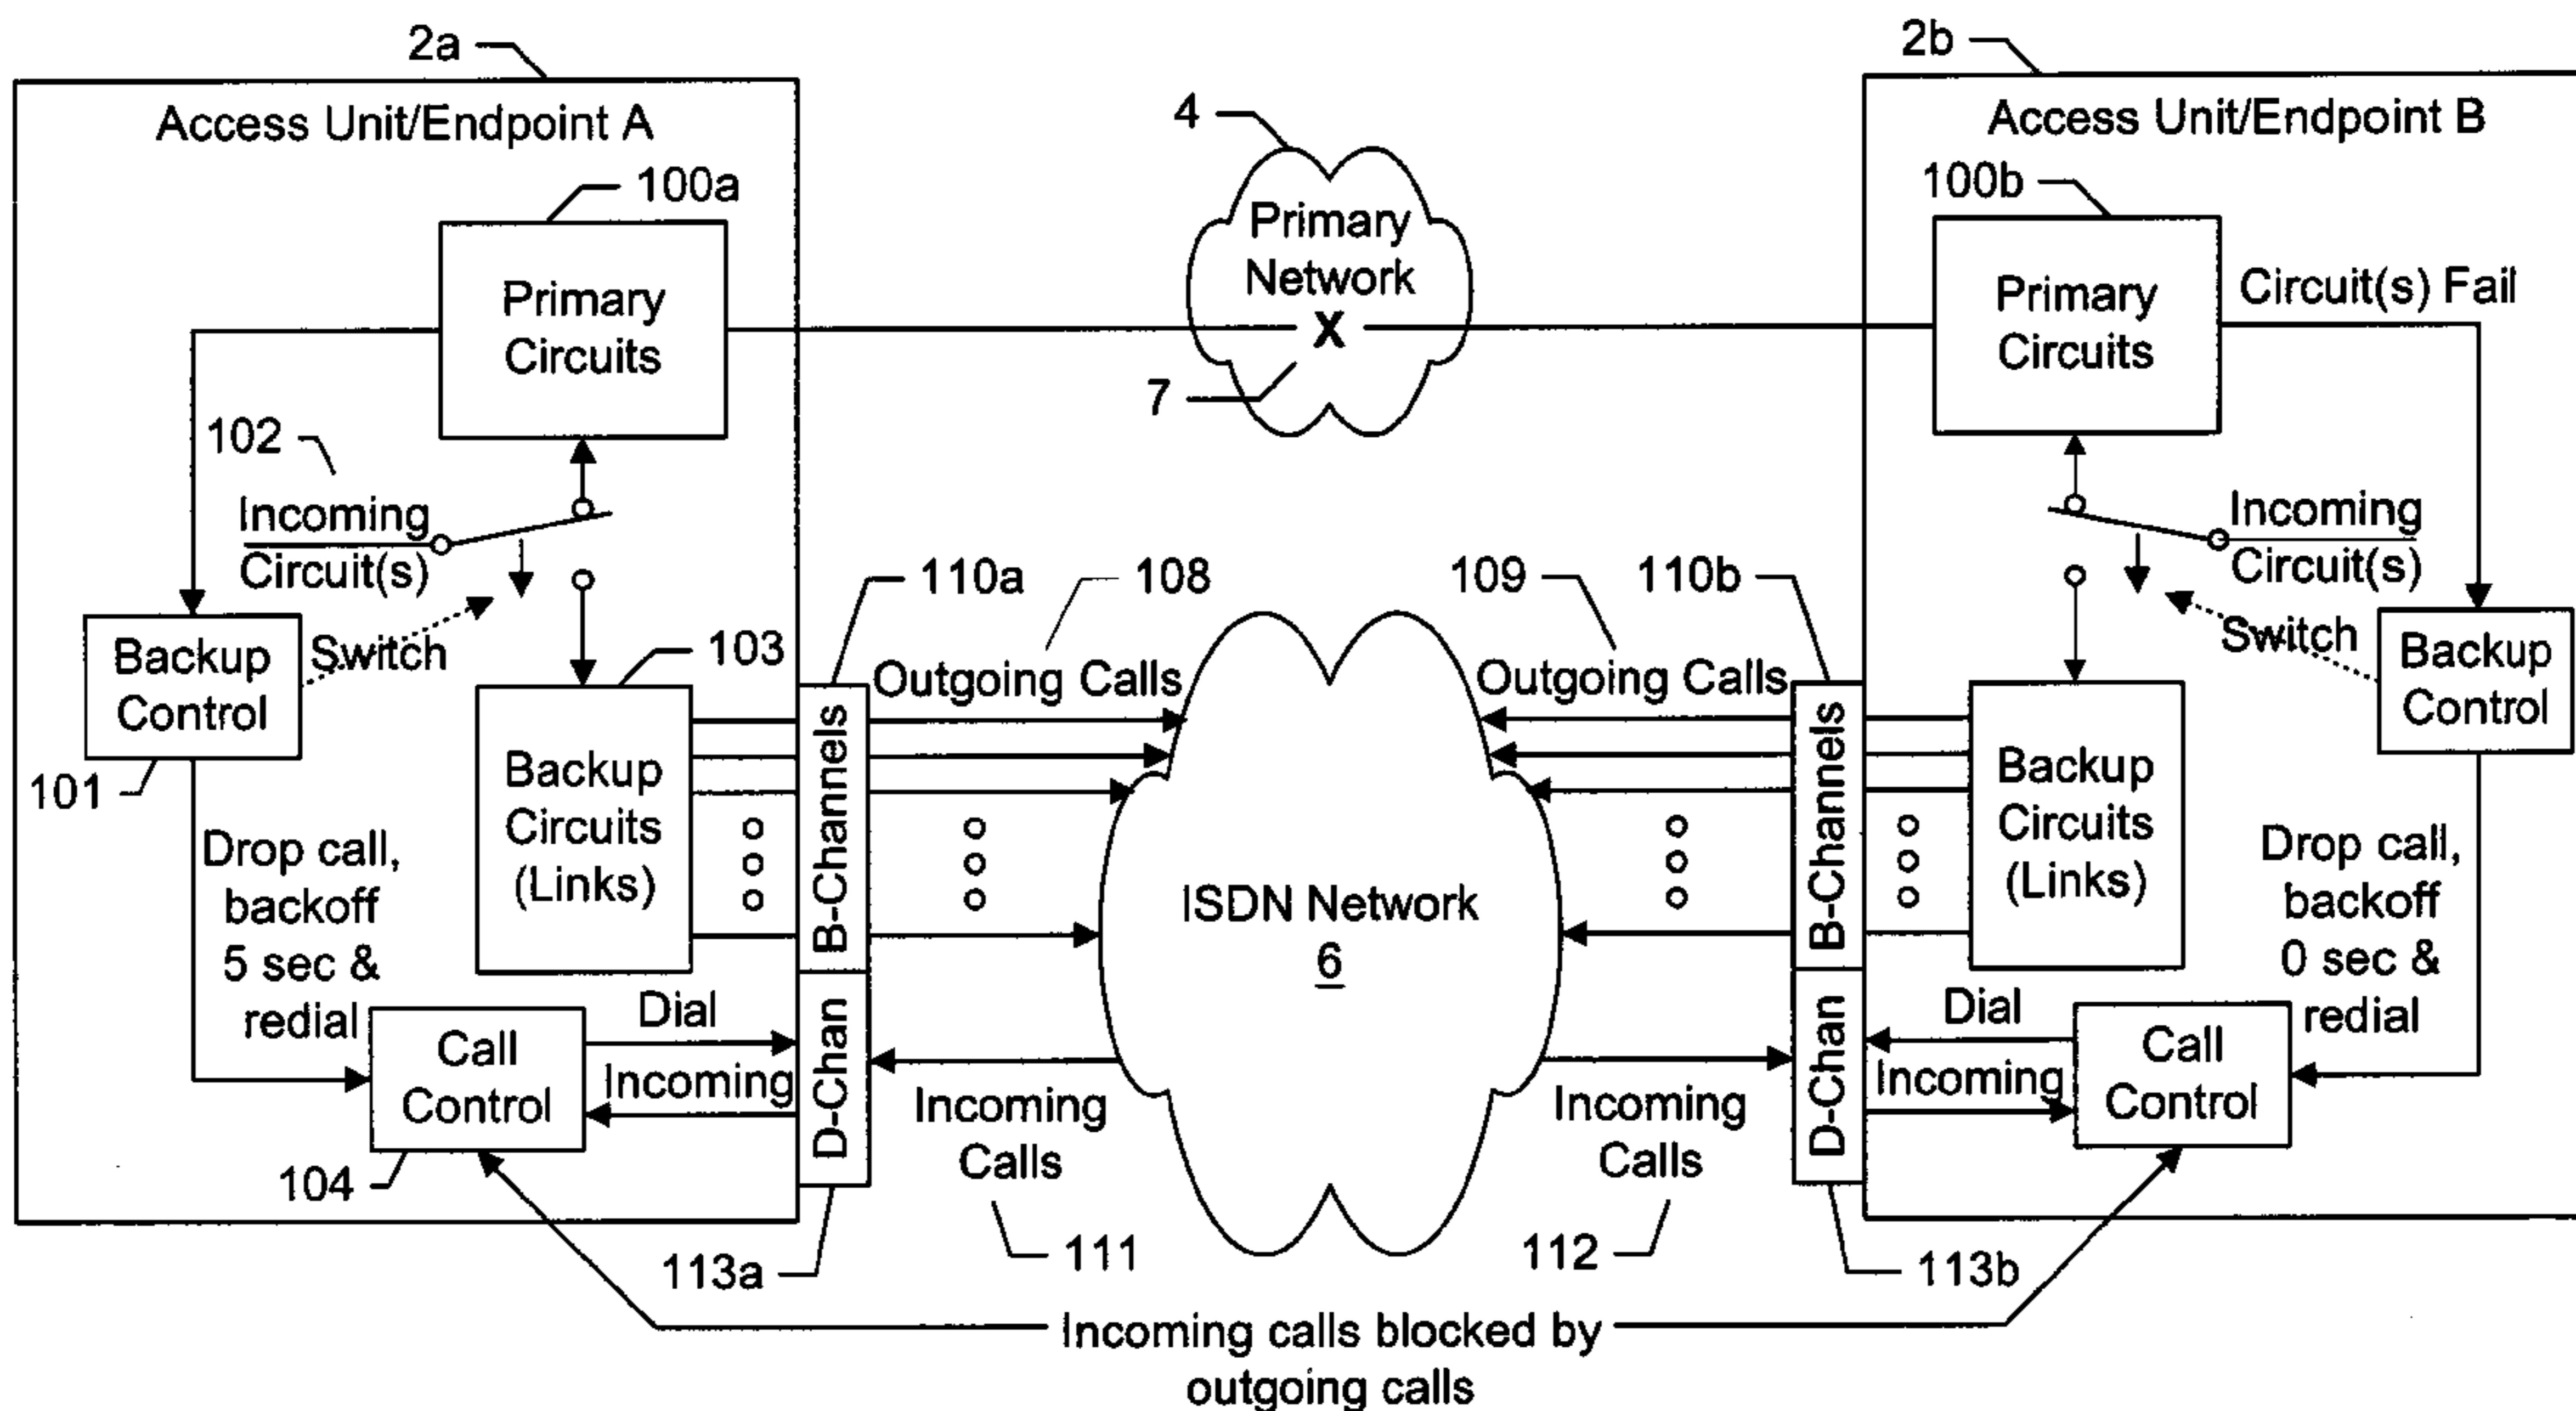 2a
2b
Access Unit/Endpoint A
4
Access Unit/Endpoint B
100a
100b
Primary
Network
X
7
Primary
Circuits
Primary
Circuits
Circuit(s) Fail
102
Incoming
Circuit(s)
Incoming
Circuit(s)
110a
108
109
110b
Backup
Control
Switch
103
Outgoing Calls
Outgoing Calls
Switch
Backup
Control
101
Backup
Circuits
(Links)
B-Channels
B-Channels
Backup
Circuits
(Links)
Drop call,
backoff
5 sec &
redial
ISDN Network
6
Drop call,
backoff
0 sec &
redial
Call
Control
Dial
Incoming
D-Chan
Incoming
Calls
Incoming
Calls
D-Chan
Dial
Incoming
Call
Control
104
113a
111
112
113b
Incoming calls blocked by
outgoing calls